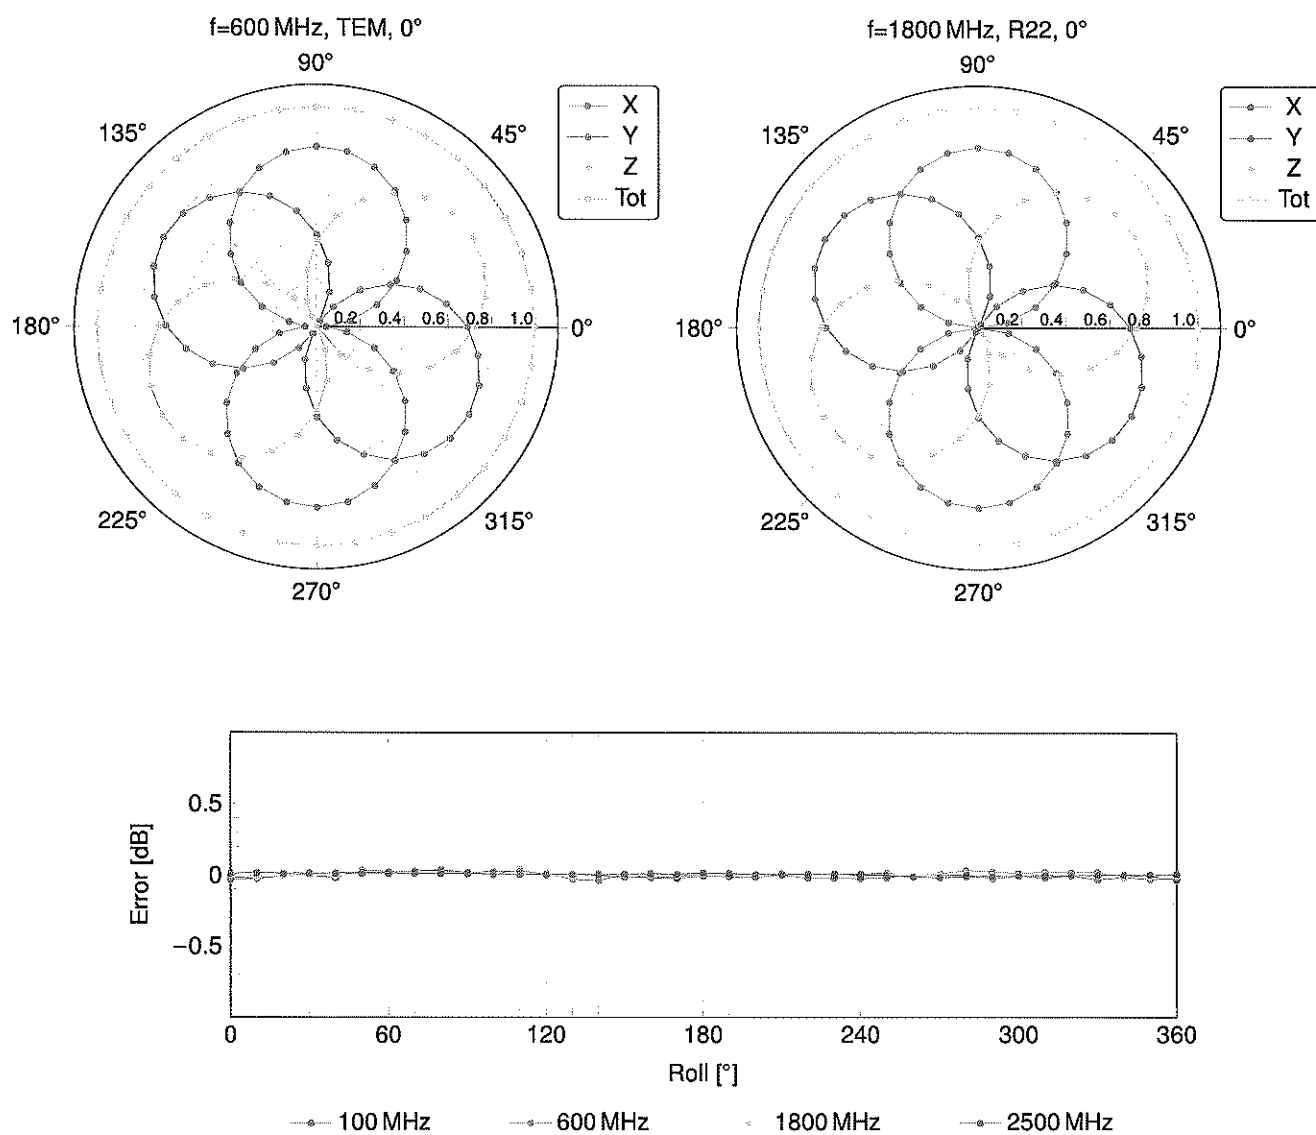 f=600 MHz, TEM, 0°
90°
135°
45°
X
Y
Z
Tot
180°
0.2 0.4 0.6 0.8 1.0
0°
225°
315°
270°
f=1800 MHz, R22, 0°
90°
135°
45°
X
Y
Z
Tot
180°
0.2 0.4 0.6 0.8 1.0
0°
225°
315°
270°
Error [dB]
0.5
0
−0.5
0 60 120 180 240 300 360
Roll [°]
100 MHz 600 MHz 1800 MHz 2500 MHz